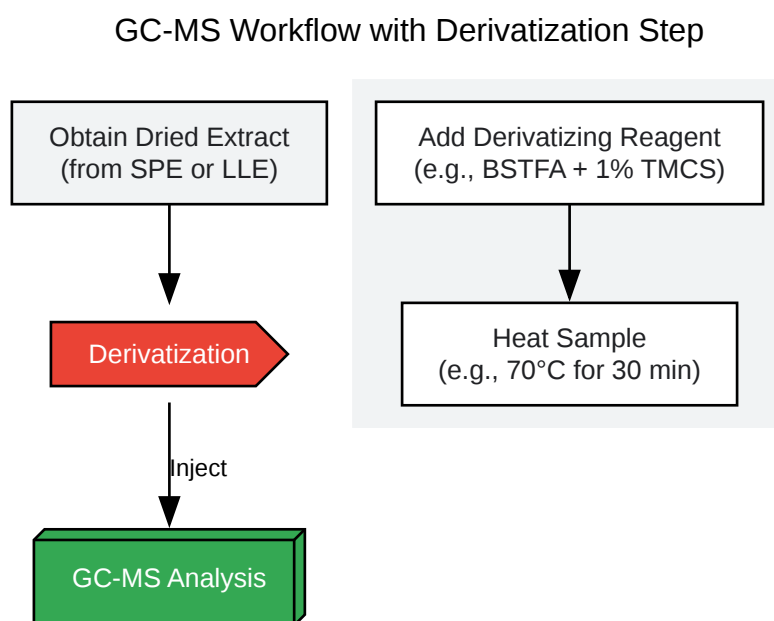 GC-MS Workflow with Derivatization Step
Obtain Dried Extract
(from SPE or LLE)
Derivatization
Inject
GC-MS Analysis
Add Derivatizing Reagent
(e.g., BSTFA + 1% TMCS)
Heat Sample
(e.g., 70°C for 30 min)